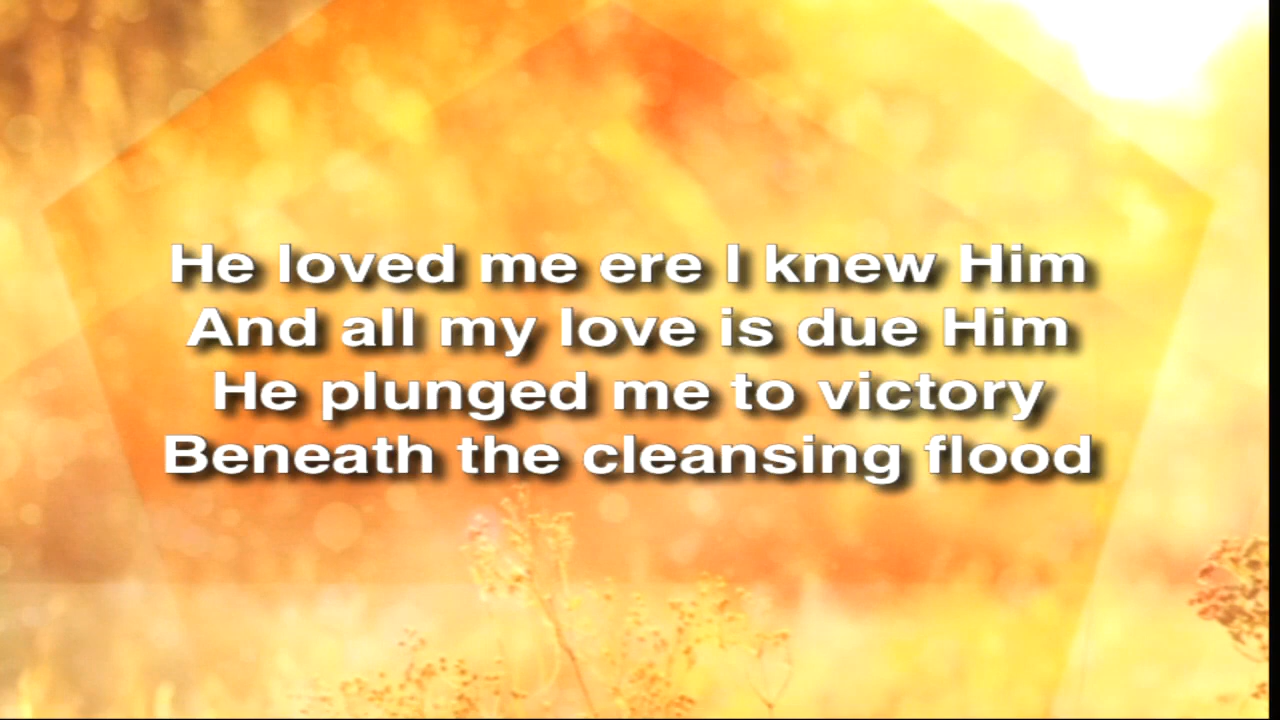 He loved me ere I knew Him
And all my love is due Him
He plunged me to victory
Beneath the cleansing flood